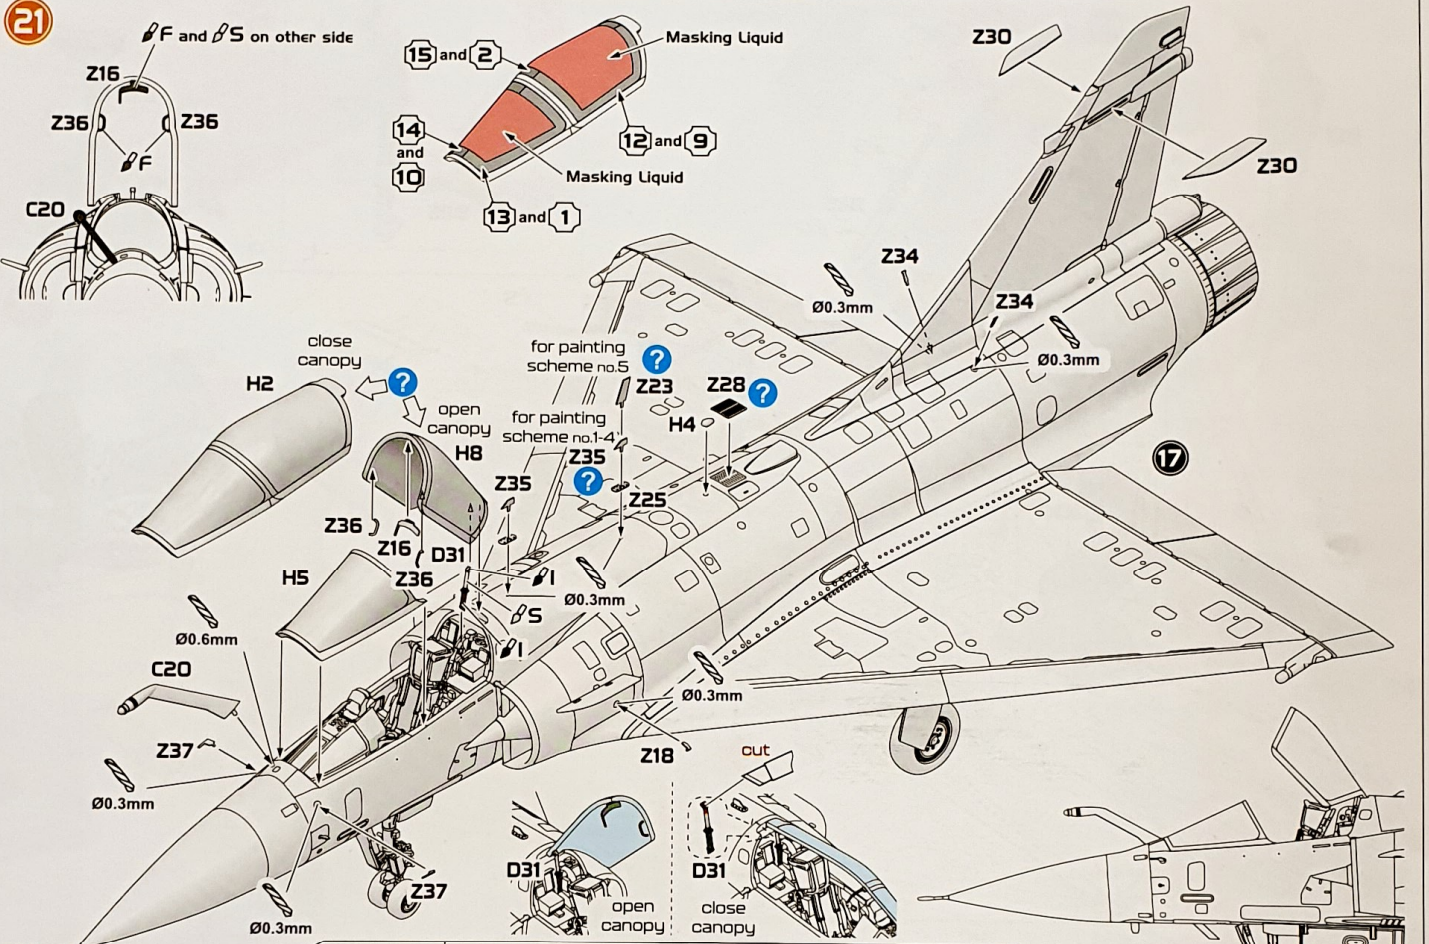 21
F and S on other side
Z16
Z36
Z36
F
C20
15 and 2
Masking Liquid
14
and
10
12 and 9
Masking Liquid
13 and 1
Z30
Z30
Z34
Ø0.3mm
Z34
Ø0.3mm
close
canopy
H2
?
open
canopy
H8
for painting
scheme no.5
?
Z23
Z28
?
H4
for painting
scheme no.1-4
Z35
?
Z35
Z25
17
Z36
Z16
D31
Z36
I
S
I
Ø0.3mm
H5
Ø0.6mm
C20
Z37
Ø0.3mm
Ø0.3mm
Z18
cut
D31
open
canopy
D31
close
canopy
Z37
Ø0.3mm